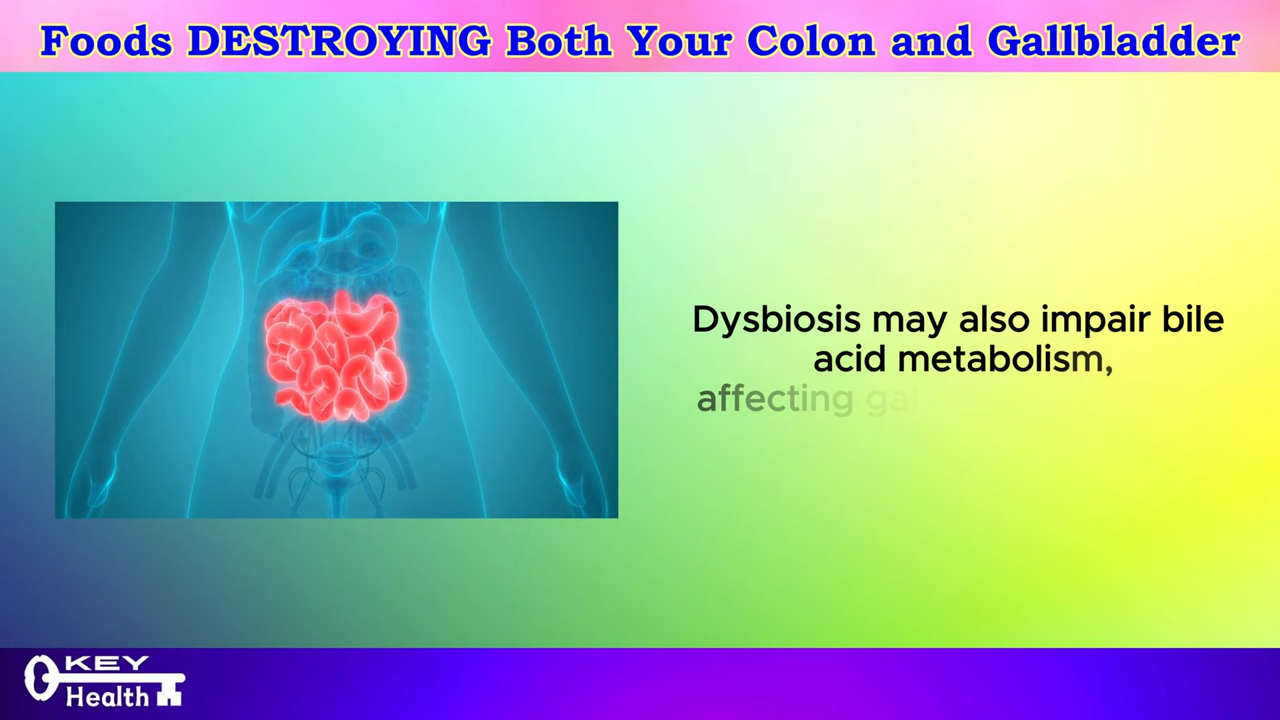 Foods DESTROYING Both Your Colon and Gallbladder
Dysbiosis may also impair bile
acid metabolism,
affecting
KEY
Health